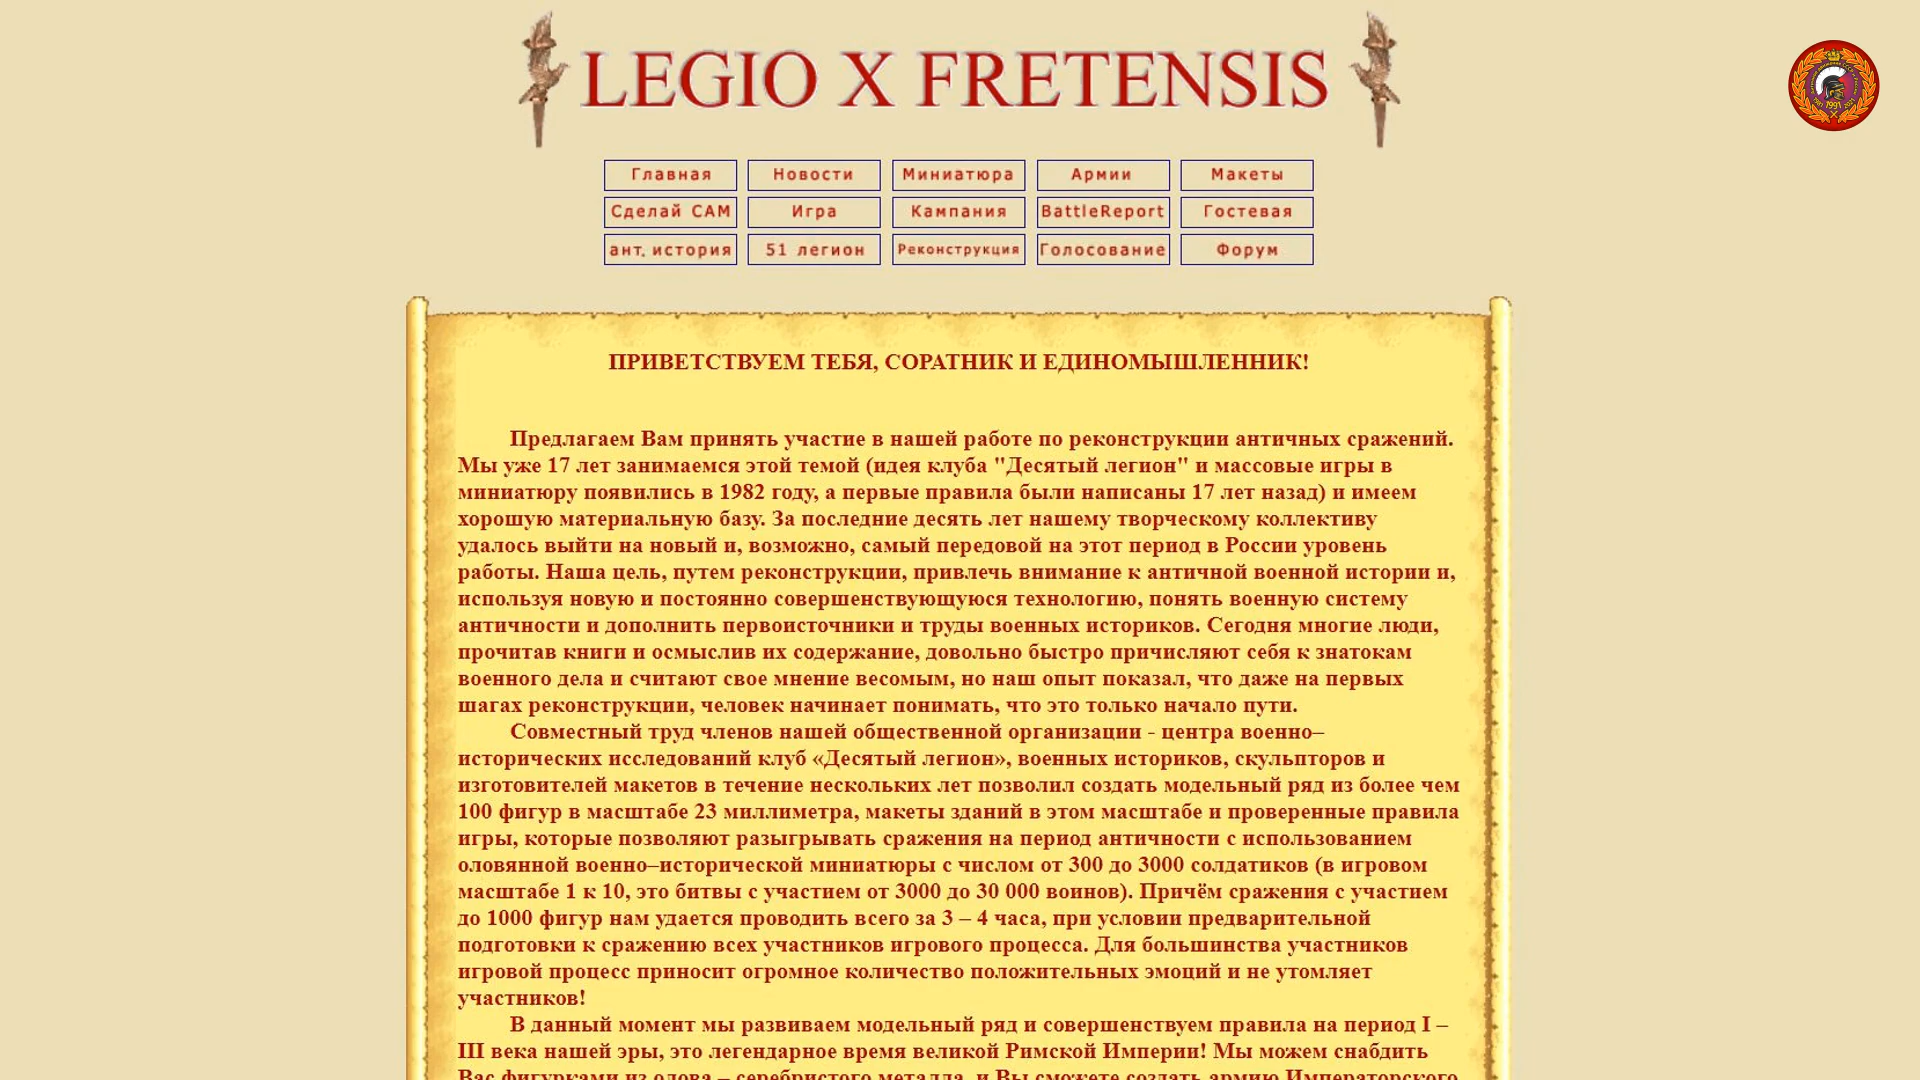 LEGIO X FRETENSIS
Главная
Новости
Миниатюра
Армии
Макеты
Сделай САМ
Игра
Кампания
BattleReport
Гостевая
ант. история
51 легион
Реконструкция
Голосование
Форум
ПРИВЕТСТВУЕМ ТЕБЯ, СОРАТНИК И ЕДИНОМЫШЛЕННИК!
Предлагаем Вам принять участие в нашей работе по реконструкции античных сражений.
Мы уже 17 лет занимаемся этой темой (идея клуба "Десятый легион" и массовые игры в
миниатюру появились в 1982 году, а первые правила были написаны 17 лет назад) и имеем
хорошую материальную базу. За последние десять лет нашему творческому коллективу
удалось выйти на новый и, возможно, самый передовой на этот период в России уровень
работы. Наша цель, путем реконструкции, привлечь внимание к античной военной истории и,
используя новую и постоянно совершенствующуюся технологию, понять военную систему
античности и дополнить первоисточники и труды военных историков. Сегодня многие люди,
прочитав книги и осмыслив их содержание, довольно быстро причисляют себя к знатокам
военного дела и считают свое мнение весомым, но наш опыт показал, что даже на первых
шагах реконструкции, человек начинает понимать, что это только начало пути.
Совместный труд членов нашей общественной организации - центра военно–
исторических исследований клуб «Десятый легион», военных историков, скульпторов и
изготовителей макетов в течение нескольких лет позволил создать модельный ряд из более чем
100 фигур в масштабе 23 миллиметра, макеты зданий в этом масштабе и проверенные правила
игры, которые позволяют разыгрывать сражения на период античности с использованием
оловянной военно–исторической миниатюры с числом от 300 до 3000 солдатиков (в игровом
масштабе 1 к 10, это битвы с участием от 3000 до 30 000 воинов). Причём сражения с участием
до 1000 фигур нам удается проводить всего за 3 – 4 часа, при условии предварительной
подготовки к сражению всех участников игрового процесса. Для большинства участников
игровой процесс приносит огромное количество положительных эмоций и не утомляет
участников!
В данный момент мы развиваем модельный ряд и совершенствуем правила на период I –
III века нашей эры, это легендарное время великой Римской Империи! Мы можем снабдить
Вас фигурками из олова – серебристого металла, и Вы сможете создать армию Императорского
1991
X